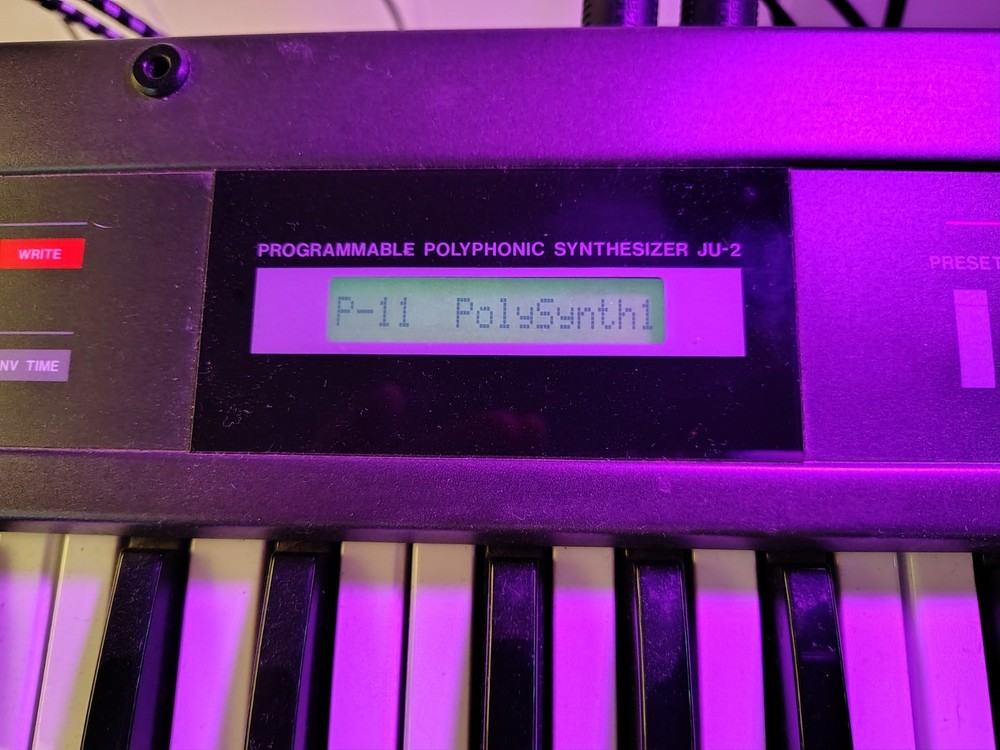 PROGRAMMABLE POLYPHONIC SYNTHESIZER JU-2
WRITE
PRESET
P-11 PolySynth1
NV TIME